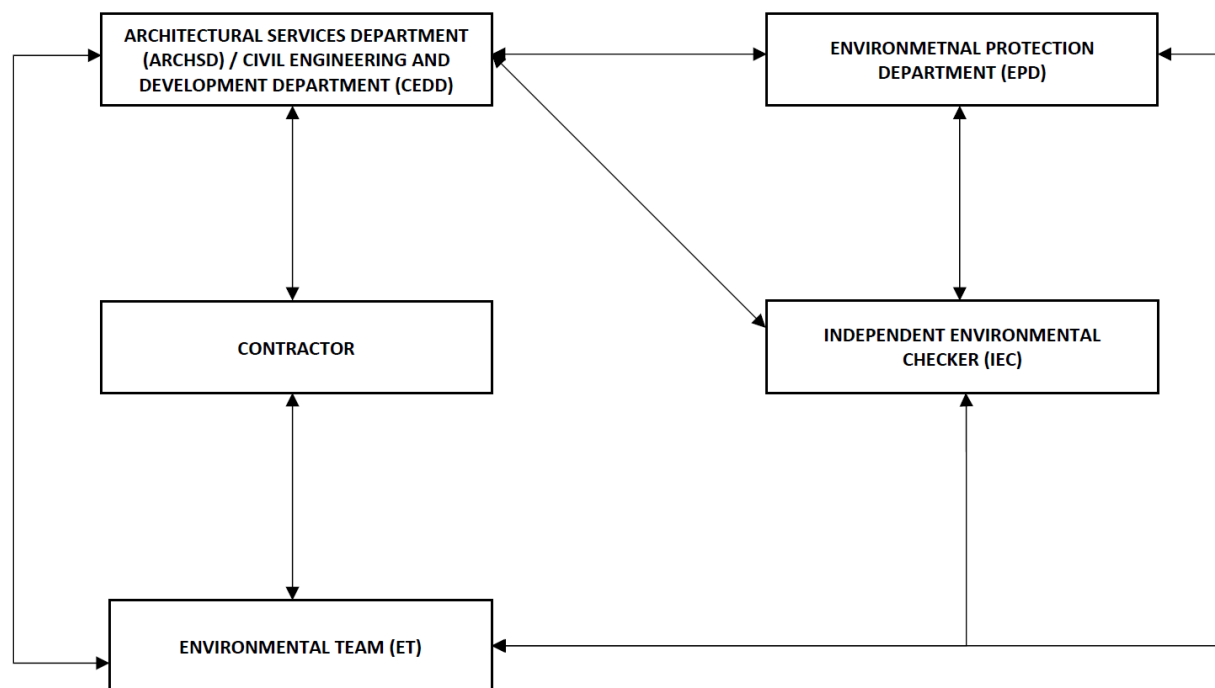 ARCHITECTURAL SERVICES DEPARTMENT
(ARCHSD) / CIVIL ENGINEERING AND
DEVELOPMENT DEPARTMENT (CEDD)
ENVIRONMETNAL PROTECTION
DEPARTMENT (EPD)
CONTRACTOR
INDEPENDENT ENVIRONMENTAL
CHECKER (IEC)
ENVIRONMENTAL TEAM (ET)